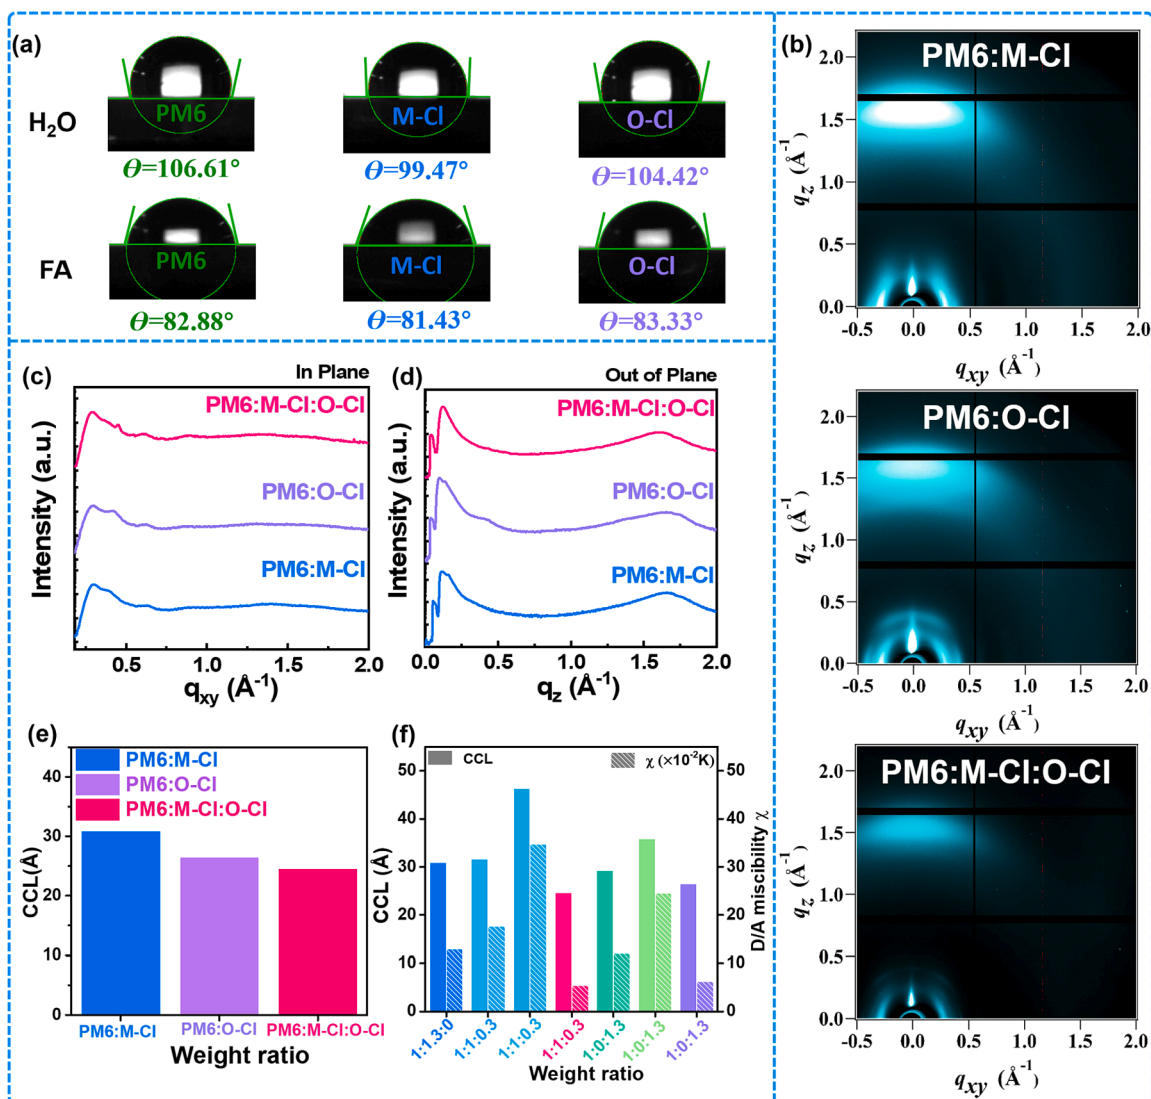 (a)
H₂O
PM6
M-Cl
O-Cl
Ɵ=106.61°
Ɵ=99.47°
Ɵ=104.42°
FA
PM6
M-Cl
O-Cl
Ɵ=82.88°
Ɵ=81.43°
Ɵ=83.33°
(b)
PM6:M-Cl
2.0
1.5
1.0
0.5
0.0
q_z (Å⁻¹)
-0.5 0.0 0.5 1.0 1.5 2.0
q_xy (Å⁻¹)
PM6:O-Cl
2.0
1.5
1.0
0.5
0.0
q_z (Å⁻¹)
-0.5 0.0 0.5 1.0 1.5 2.0
q_xy (Å⁻¹)
PM6:M-Cl:O-Cl
2.0
1.5
1.0
0.5
0.0
q_z (Å⁻¹)
-0.5 0.0 0.5 1.0 1.5 2.0
q_xy (Å⁻¹)
(c)
In Plane
PM6:M-Cl:O-Cl
PM6:O-Cl
PM6:M-Cl
Intensity (a.u.)
0.5 1.0 1.5 2.0
q_xy (Å⁻¹)
(d)
Out of Plane
PM6:M-Cl:O-Cl
PM6:O-Cl
PM6:M-Cl
Intensity (a.u.)
0.0 0.5 1.0 1.5 2.0
q_z (Å⁻¹)
(e)
PM6:M-Cl
PM6:O-Cl
PM6:M-Cl:O-Cl
40
30
20
10
0
CCL(Å)
PM6:M-Cl PM6:O-Cl PM6:M-Cl:O-Cl
Weight ratio
(f)
CCL
χ (×10⁻²K)
50
40
30
20
10
0
CCL (Å)
50
40
30
20
10
0
D/A miscibility χ
1:1.3:0
1:1:0.3
1:1:0.3
1:1:0.3
1:0:1.3
1:0:1.3
1:0:1.3
Weight ratio